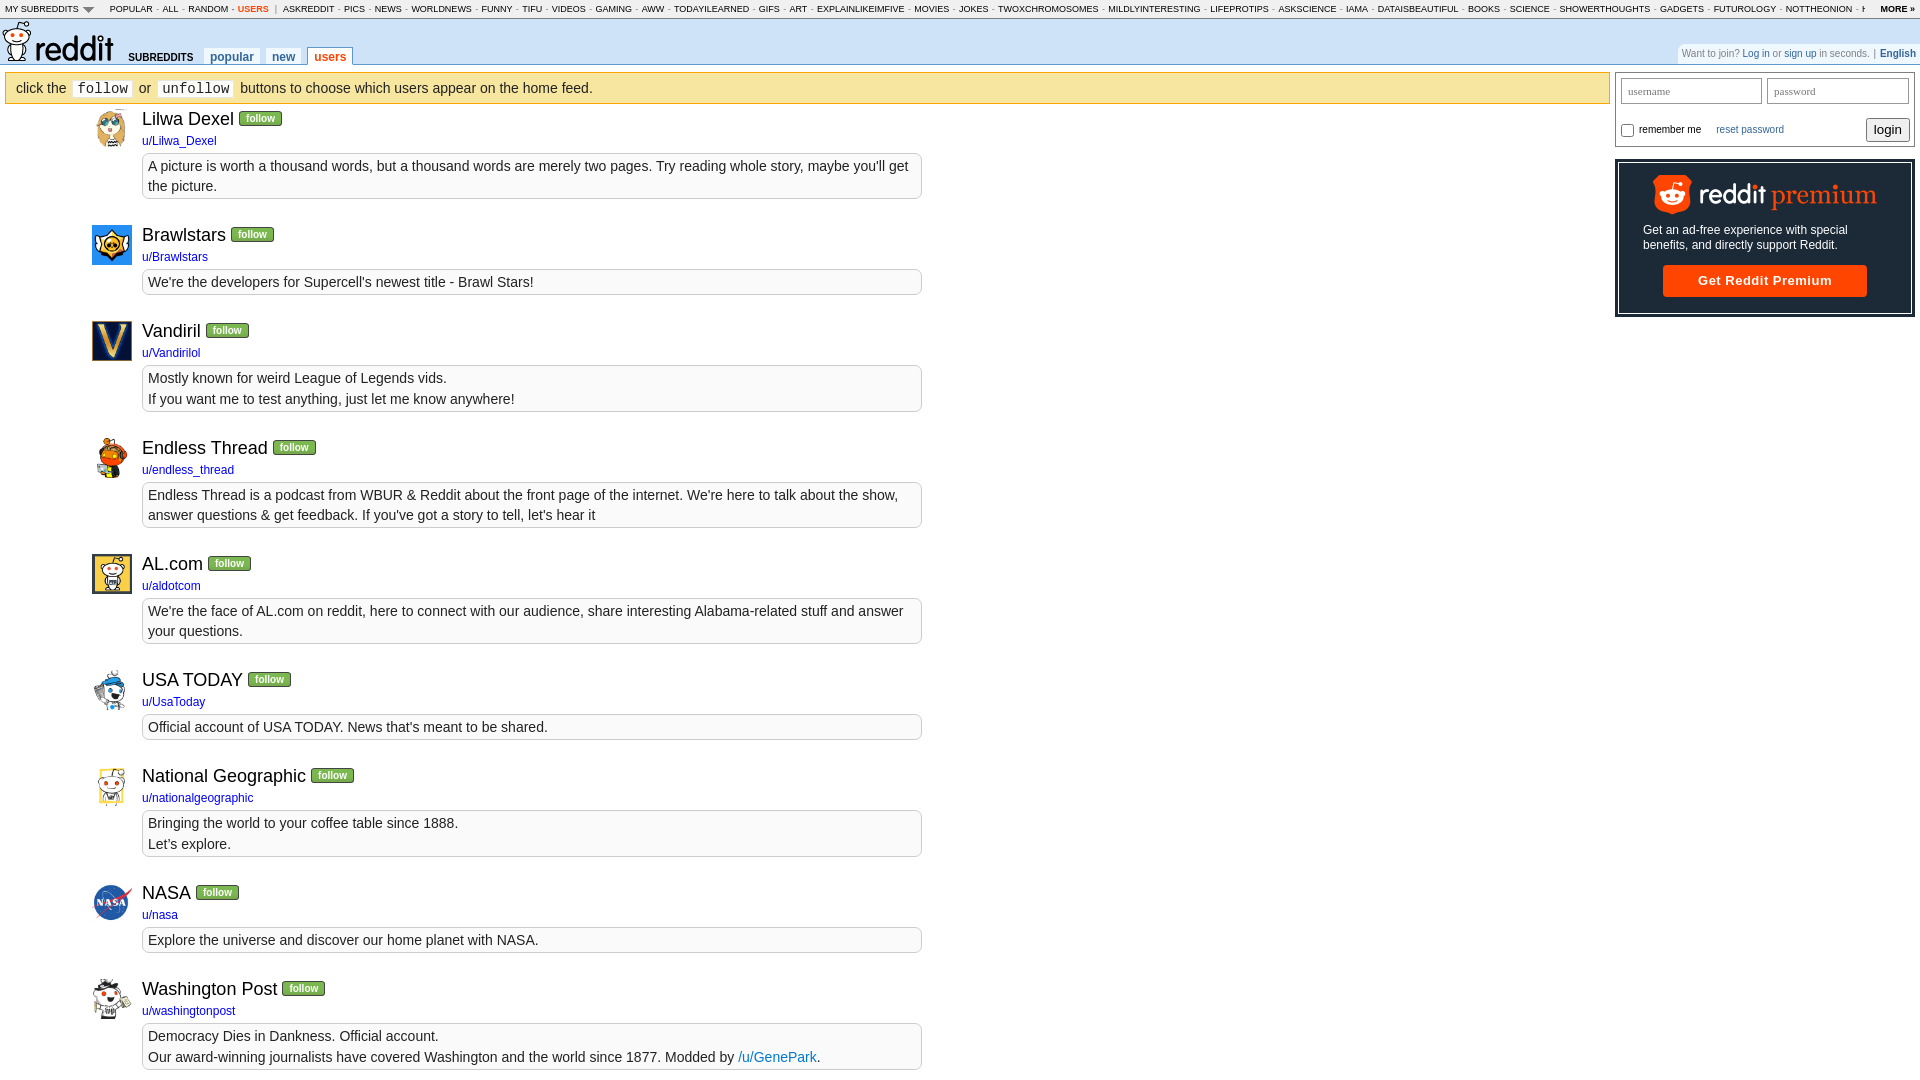 MY SUBREDDITS POPULAR - ALL - RANDOM - USERS | ASKREDDIT - PICS - NEWS - WORLDNEWS - FUNNY - TIFU - VIDEOS - GAMING - AWW - TODAYILEARNED - GIFS - ART - EXPLAINLIKEIMFIVE - MOVIES - JOKES - TWOXCHROMOSOMES - MILDLYINTERESTING - LIFEPROTIPS - ASKSCIENCE - IAMA - DATAISBEAUTIFUL - BOOKS - SCIENCE - SHOWERTHOUGHTS - GADGETS - FUTUROLOGY - NOTTHEONION - MORE »
reddit SUBREDDITS popular new users
Want to join? Log in or sign up in seconds. | English
click the follow or unfollow buttons to choose which users appear on the home feed.
username password
remember me reset password login
reddit premium
Get an ad-free experience with special
benefits, and directly support Reddit.
Get Reddit Premium
Lilwa Dexel follow
u/Lilwa_Dexel
A picture is worth a thousand words, but a thousand words are merely two pages. Try reading whole story, maybe you'll get
the picture.
Brawlstars follow
u/Brawlstars
We're the developers for Supercell's newest title - Brawl Stars!
V
Vandiril follow
u/Vandirilol
Mostly known for weird League of Legends vids.
If you want me to test anything, just let me know anywhere!
Endless Thread follow
u/endless_thread
Endless Thread is a podcast from WBUR & Reddit about the front page of the internet. We're here to talk about the show,
answer questions & get feedback. If you've got a story to tell, let's hear it
AL.com follow
u/aldotcom
We're the face of AL.com on reddit, here to connect with our audience, share interesting Alabama-related stuff and answer
your questions.
USA TODAY follow
u/UsaToday
Official account of USA TODAY. News that's meant to be shared.
National Geographic follow
u/nationalgeographic
Bringing the world to your coffee table since 1888.
Let's explore.
NASA
NASA follow
u/nasa
Explore the universe and discover our home planet with NASA.
Washington Post follow
u/washingtonpost
Democracy Dies in Dankness. Official account.
Our award-winning journalists have covered Washington and the world since 1877. Modded by /u/GenePark.